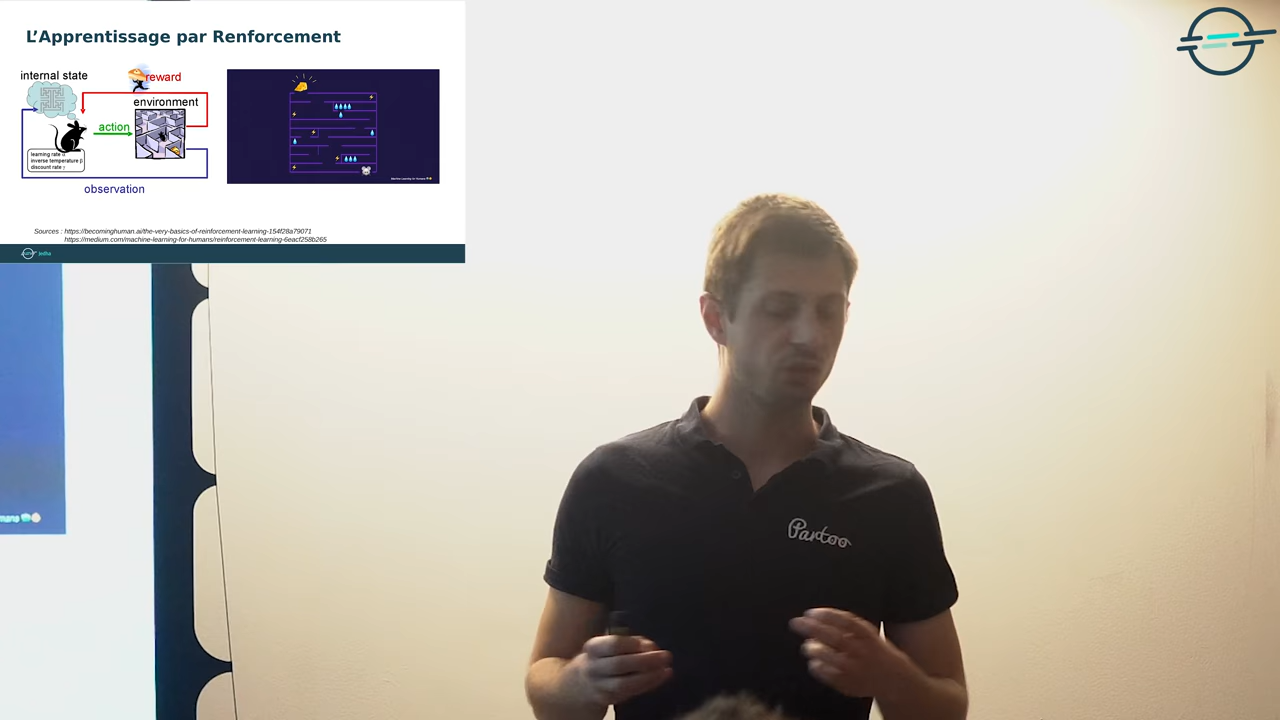 L'Apprentissage par Renforcement
internal state
reward
environment
action
learning rate α
inverse temperature β
discount rate γ
observation
Sources : https://becominghuman.ai/the-very-basics-of-reinforcement-learning-154f28a79071
https://medium.com/machine-learning-for-humans/reinforcement-learning-6eacf258b265
jedha
Partoo